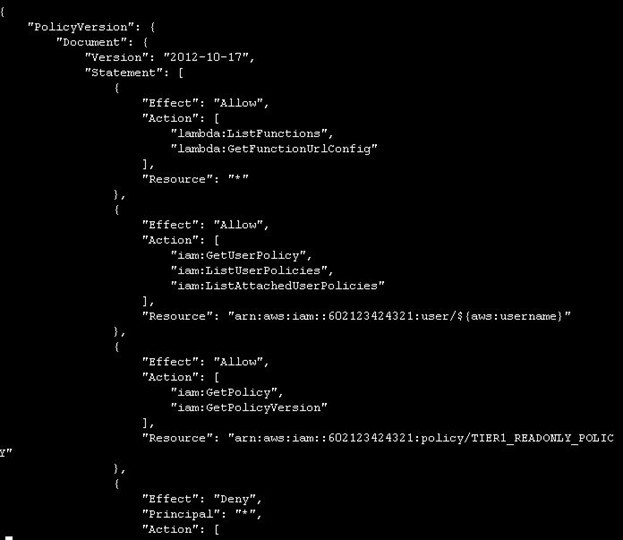 {
    "PolicyVersion": {
        "Document": {
            "Version": "2012-10-17",
            "Statement": [
                {
                    "Effect": "Allow",
                    "Action": [
                        "lambda:ListFunctions",
                        "lambda:GetFunctionUrlConfig"
                    ],
                    "Resource": "*"
                },
                {
                    "Effect": "Allow",
                    "Action": [
                        "iam:GetUserPolicy",
                        "iam:ListUserPolicies",
                        "iam:ListAttachedUserPolicies"
                    ],
                    "Resource": "arn:aws:iam::602123424321:user/${aws:username}"
                },
                {
                    "Effect": "Allow",
                    "Action": [
                        "iam:GetPolicy",
                        "iam:GetPolicyVersion"
                    ],
                    "Resource": "arn:aws:iam::602123424321:policy/TIER1_READONLY_POLIC
Y"
                },
                {
                    "Effect": "Deny",
                    "Principal": "*",
                    "Action": [